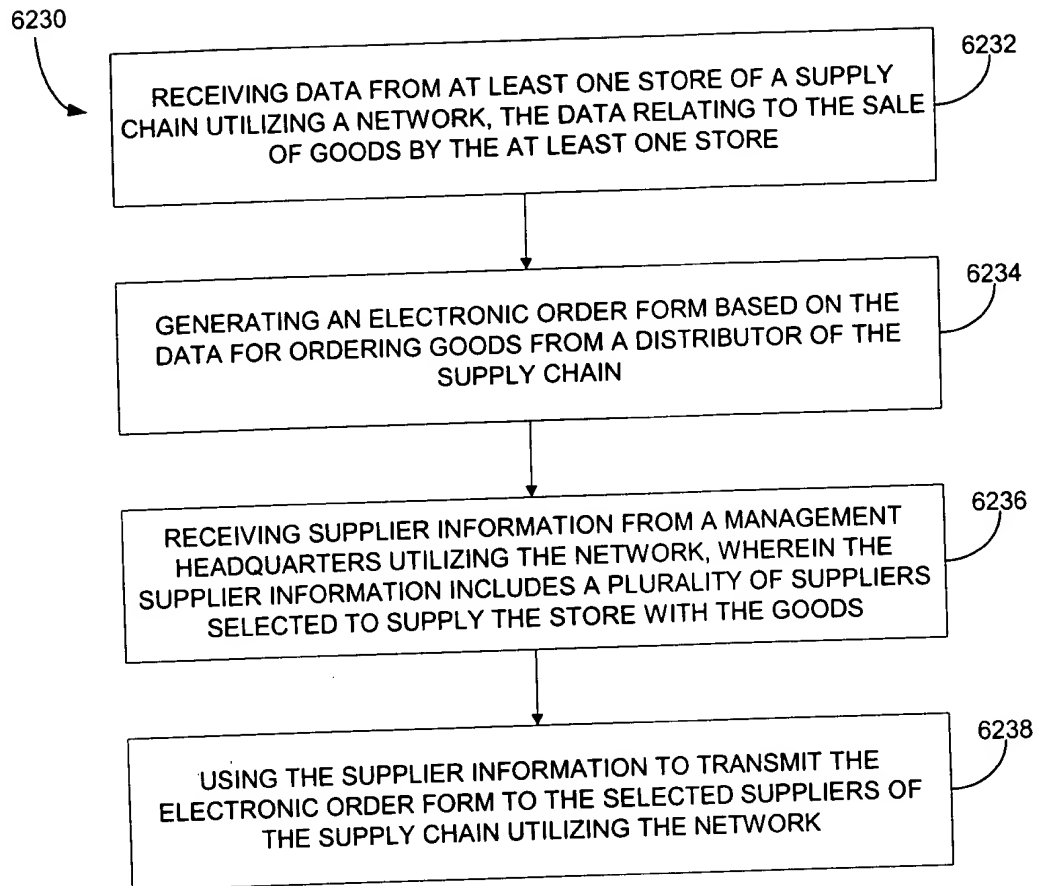 6230
6232
RECEIVING DATA FROM AT LEAST ONE STORE OF A SUPPLY
CHAIN UTILIZING A NETWORK, THE DATA RELATING TO THE SALE
OF GOODS BY THE AT LEAST ONE STORE
6234
GENERATING AN ELECTRONIC ORDER FORM BASED ON THE
DATA FOR ORDERING GOODS FROM A DISTRIBUTOR OF THE
SUPPLY CHAIN
6236
RECEIVING SUPPLIER INFORMATION FROM A MANAGEMENT
HEADQUARTERS UTILIZING THE NETWORK, WHEREIN THE
SUPPLIER INFORMATION INCLUDES A PLURALITY OF SUPPLIERS
SELECTED TO SUPPLY THE STORE WITH THE GOODS
6238
USING THE SUPPLIER INFORMATION TO TRANSMIT THE
ELECTRONIC ORDER FORM TO THE SELECTED SUPPLIERS OF
THE SUPPLY CHAIN UTILIZING THE NETWORK